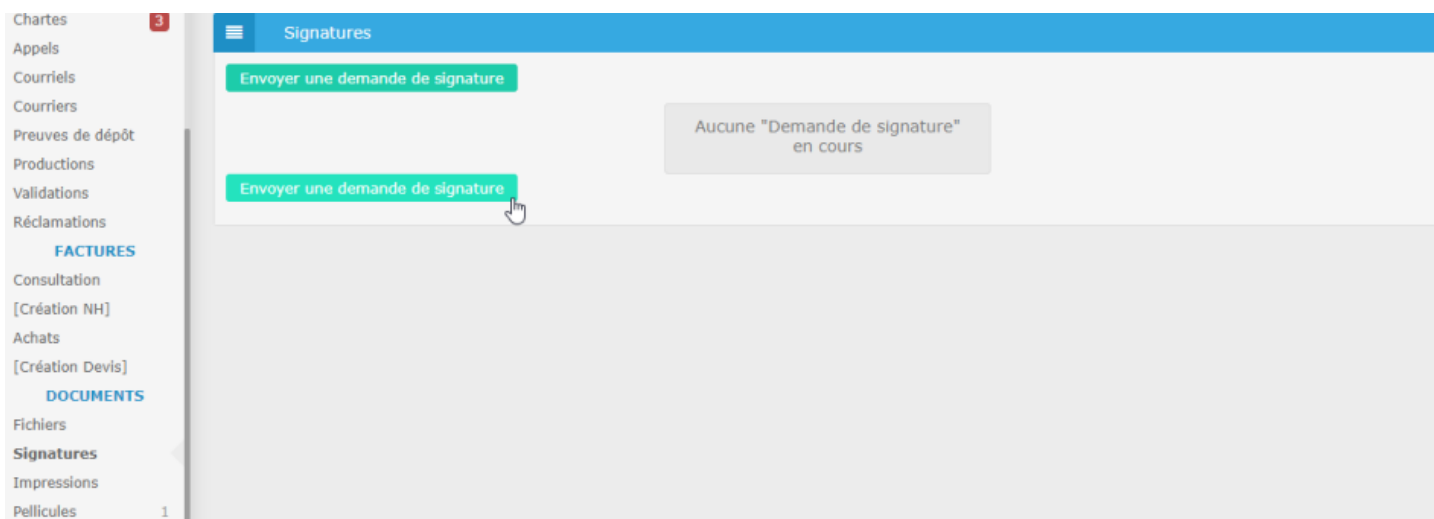 Chartes 3
Appels
Courriels
Courriers
Preuves de dépôt
Productions
Validations
Réclamations
FACTURES
Consultation
[Création NH]
Achats
[Création Devis]
DOCUMENTS
Fichiers
Signatures
Impressions
Pellicules 1
Signatures
Envoyer une demande de signature
Aucune "Demande de signature"
en cours
Envoyer une demande de signature